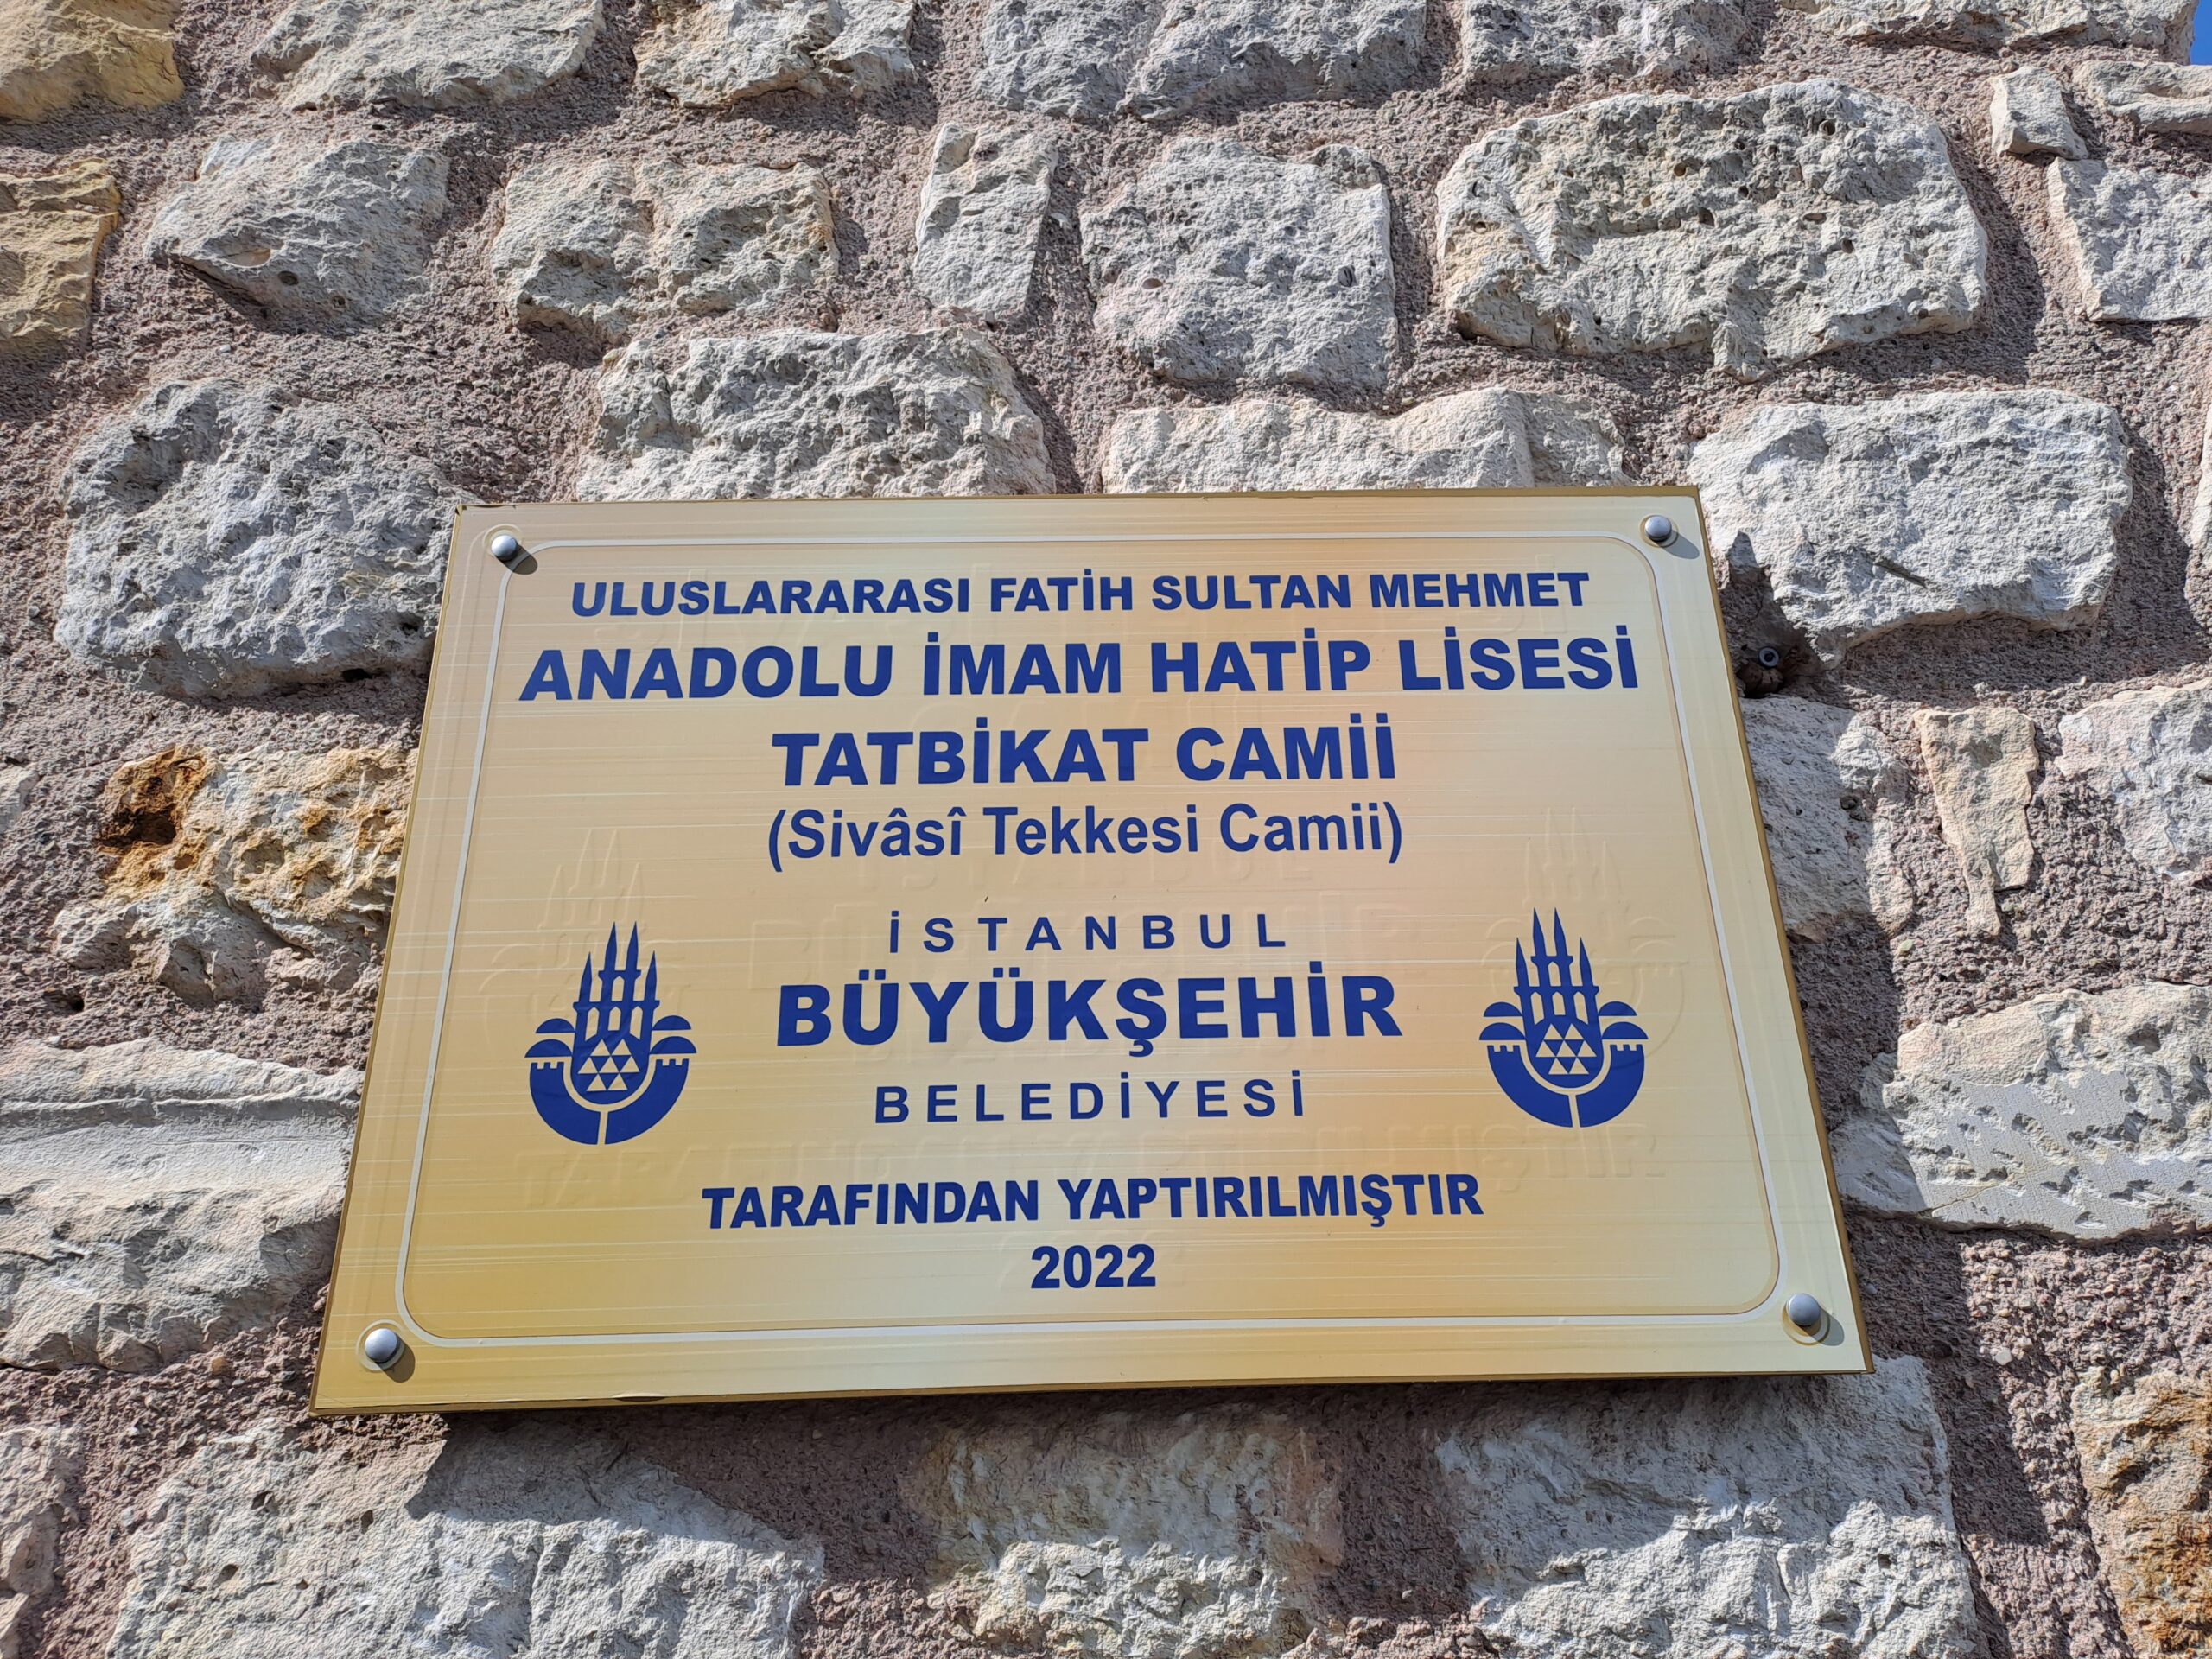 ULUSLARARASI FATİH SULTAN MEHMET
ANADOLU İMAM HATİP LİSESİ
TATBİKAT CAMİİ
(Sivâsî Tekkesi Camii)
İSTANBUL
BÜYÜKŞEHİR
BELEDİYESİ
TARAFINDAN YAPTIRILMIŞTIR
2022